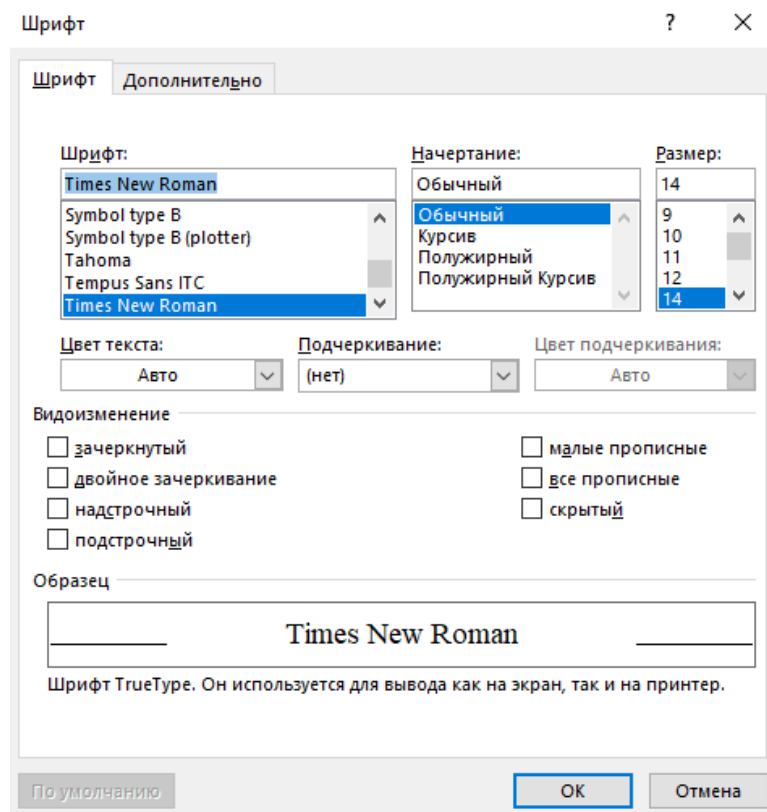 Шрифт ?
Шрифт Дополнительно
Шрифт: Начертание: Размер:
Times New Roman Обычный 14
Symbol type B Обычный 9
Symbol type B (plotter) Курсив 10
Tahoma Полужирный 11
Tempus Sans ITC Полужирный Курсив 12
Times New Roman 14
Цвет текста: Подчеркивание: Цвет подчеркивания:
Авто (нет) Авто
Видоизменение
зачеркнутый малые прописные
двойное зачеркивание все прописные
надстрочный скрытый
подстрочный
Образец
Times New Roman
Шрифт TrueType. Он используется для вывода как на экран, так и на принтер.
По умолчанию ОК Отмена